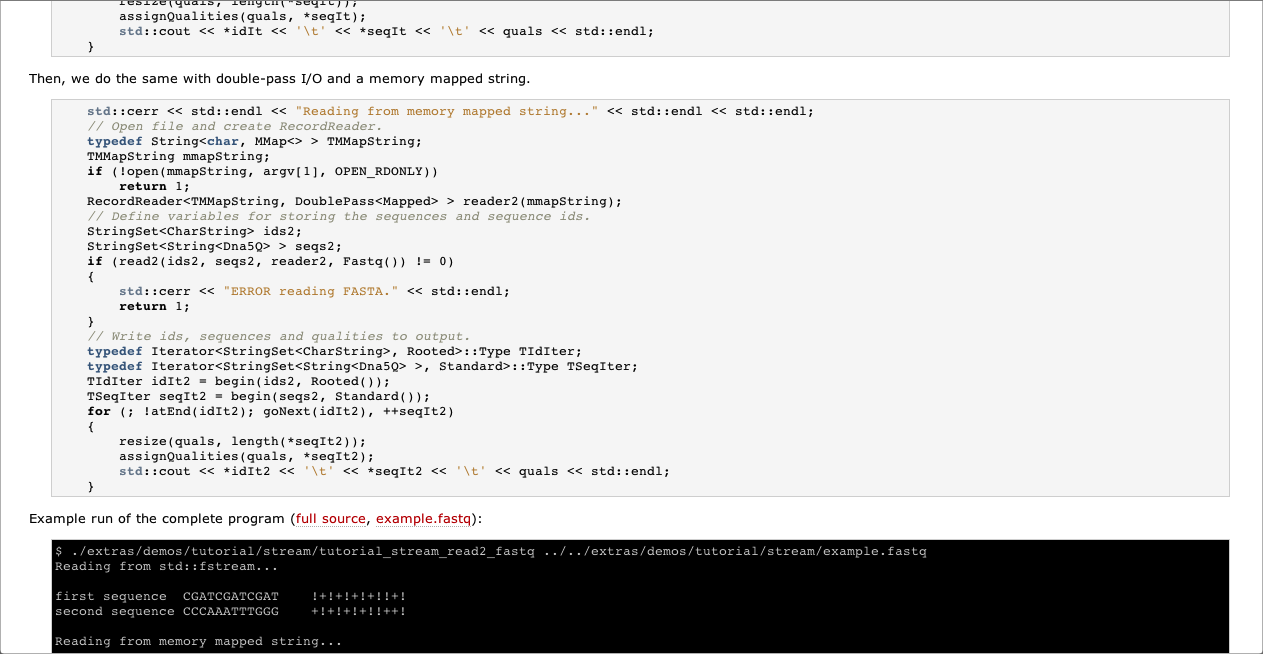 resize(quals, length(*seqIt));
assignQualities(quals, *seqIt);
std::cout << *idIt << '\t' << *seqIt << '\t' << quals << std::endl;
}
Then, we do the same with double-pass I/O and a memory mapped string.
std::cerr << std::endl << "Reading from memory mapped string..." << std::endl << std::endl;
// Open file and create RecordReader.
typedef String<char, MMap<> > TMMapString;
TMMapString mmapString;
if (!open(mmapString, argv[1], OPEN_RDONLY))
return 1;
RecordReader<TMMapString, DoublePass<Mapped> > reader2(mmapString);
// Define variables for storing the sequences and sequence ids.
StringSet<CharString> ids2;
StringSet<String<Dna5Q> > seqs2;
if (read2(ids2, seqs2, reader2, Fastq()) != 0)
{
std::cerr << "ERROR reading FASTA." << std::endl;
return 1;
}
// Write ids, sequences and qualities to output.
typedef Iterator<StringSet<CharString>, Rooted>::Type TIdIter;
typedef Iterator<StringSet<String<Dna5Q> >, Standard>::Type TSeqIter;
TIdIter idIt2 = begin(ids2, Rooted());
TSeqIter seqIt2 = begin(seqs2, Standard());
for (; !atEnd(idIt2); goNext(idIt2), ++seqIt2)
{
resize(quals, length(*seqIt2));
assignQualities(quals, *seqIt2);
std::cout << *idIt2 << '\t' << *seqIt2 << '\t' << quals << std::endl;
}
Example run of the complete program (full source, example.fastq):
$ ./extras/demos/tutorial/stream/tutorial_stream_read2_fastq ../../extras/demos/tutorial/stream/example.fastq
Reading from std::fstream...
first sequence  CGATCGATCGAT    !+!+!+!+!!+!
second sequence CCCAAATTTGGG    +!+!+!+!!++!
Reading from memory mapped string...